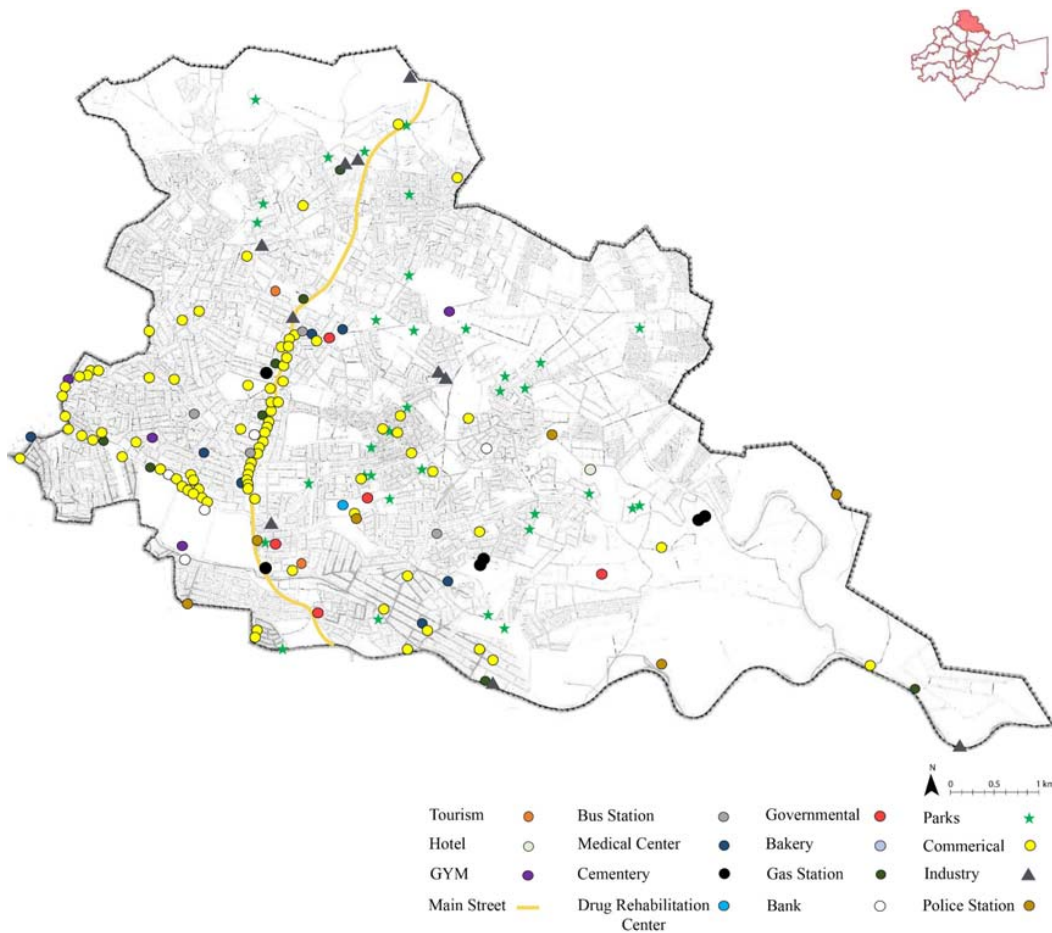 N
0 0.5 1 km
Tourism Bus Station Governmental Parks
Hotel Medical Center Bakery Commerical
GYM Cementery Gas Station Industry
Main Street Drug Rehabilitation Center Bank Police Station